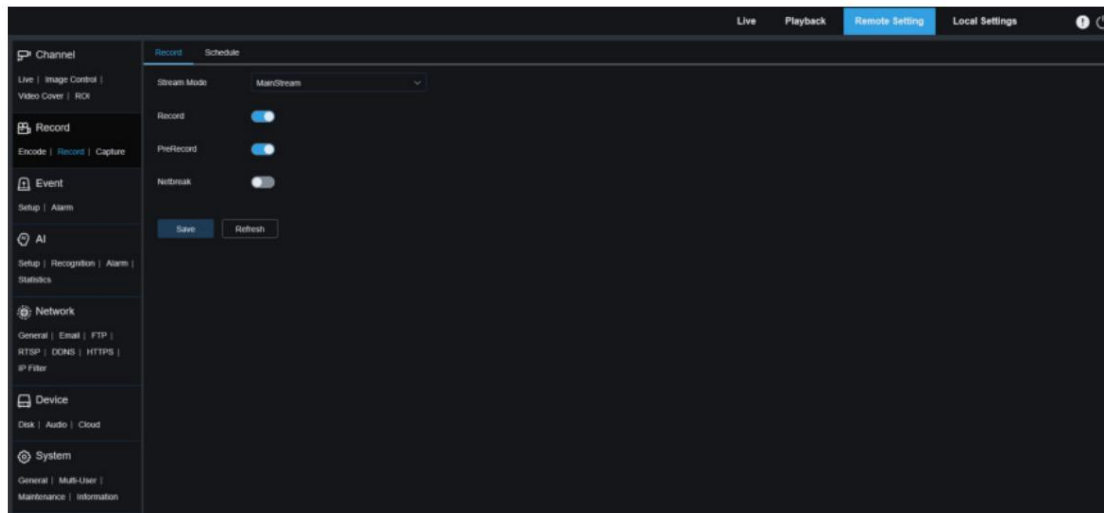 Live Playback Remote Setting Local Settings
Channel
Live | Image Control |
Video Cover | ROI
Record
Encode | Record | Capture
Event
Setup | Alarm
AI
Setup | Recognition | Alarm |
Statistics
Network
General | Email | FTP |
RTSP | DDNS | HTTPS |
IP Filter
Device
Disk | Audio | Cloud
System
General | Multi-User |
Maintenance | Information
Record Schedule
Stream Mode MainStream
Record
PreRecord
Netbreak
Save Refresh